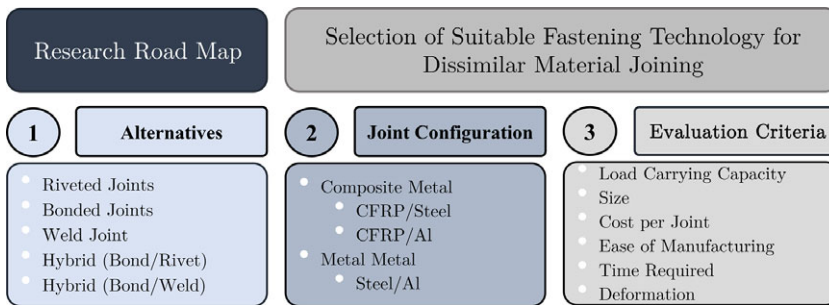 Research Road Map
Selection of Suitable Fastening Technology for
Dissimilar Material Joining
1
Alternatives
Riveted Joints
Bonded Joints
Weld Joint
Hybrid (Bond/Rivet)
Hybrid (Bond/Weld)
2
Joint Configuration
Composite Metal
CFRP/Steel
CFRP/Al
Metal Metal
Steel/Al
3
Evaluation Criteria
Load Carrying Capacity
Size
Cost per Joint
Ease of Manufacturing
Time Required
Deformation